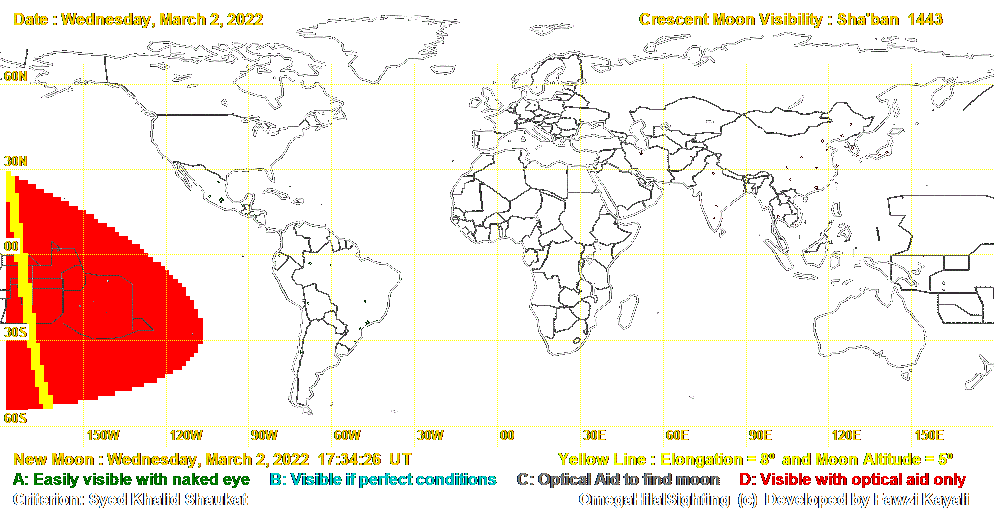 Date : Wednesday, March 2, 2022 Crescent Moon Visibility : Sha'ban 1443
60N
30N
00
30S
60S
150W 120W 90W 60W 30W 00 30E 60E 90E 120E 150E
New Moon : Wednesday, March 2, 2022 17:34:26 UT Yellow Line : Elongation = 8° and Moon Altitude = 5°
A: Easily visible with naked eye B: Visible if perfect conditions C: Optical Aid to find moon D: Visible with optical aid only
Criterion: Syed Khalid Shaukat OmegaHilalSighting (c) Developed by Fawzi Kayali